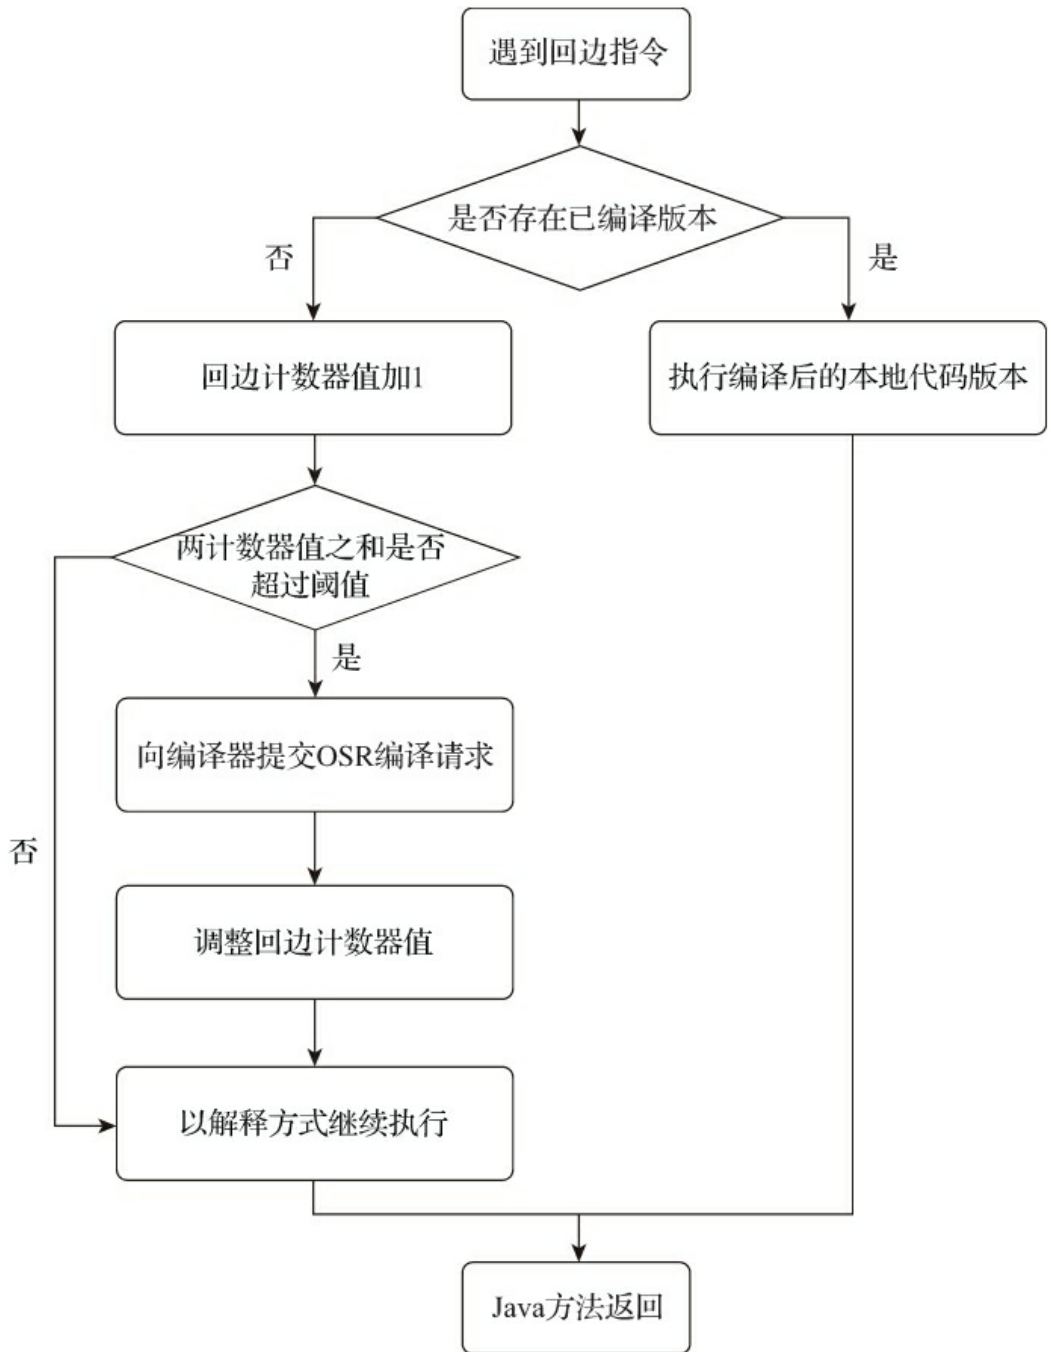 遇到回边指令
是否存在已编译版本
否
是
回边计数器值加1
执行编译后的本地代码版本
两计数器值之和是否
超过阈值
是
向编译器提交OSR编译请求
否
调整回边计数器值
以解释方式继续执行
Java方法返回